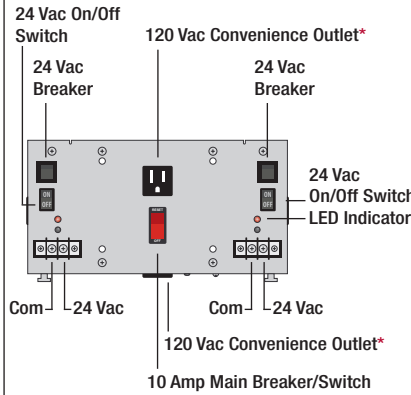 24 Vac On/Off
Switch
120 Vac Convenience Outlet*
24 Vac
Breaker
24 Vac
Breaker
24 Vac
On/Off Switch
LED Indicator
ON
OFF
ON
OFF
RESET
OFF
Com
24 Vac
Com
24 Vac
120 Vac Convenience Outlet*
10 Amp Main Breaker/Switch